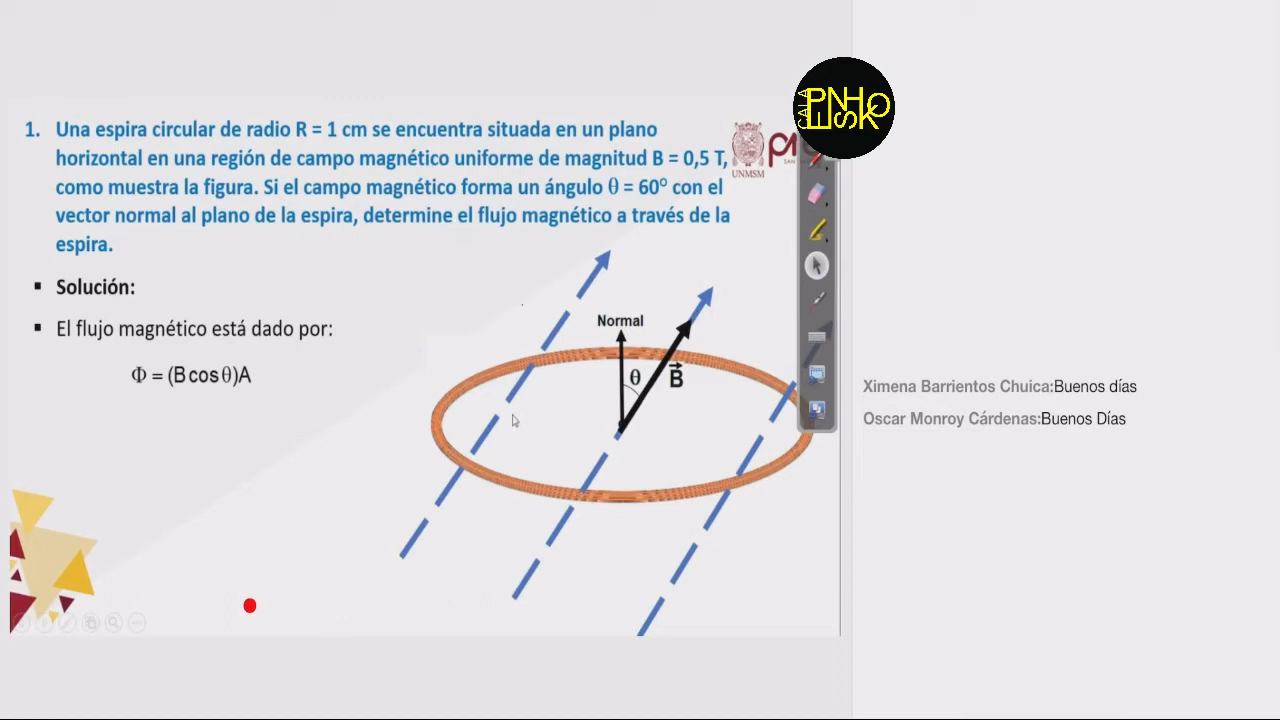 1. Una espira circular de radio R = 1 cm se encuentra situada en un plano
horizontal en una región de campo magnético uniforme de magnitud B = 0,5 T,
como muestra la figura. Si el campo magnético forma un ángulo θ = 60º con el
vector normal al plano de la espira, determine el flujo magnético a través de la
espira.
UNMSM
▪ Solución:
▪ El flujo magnético está dado por:
Φ = (B cos θ)A
Normal
θ
B⃗
Ximena Barrientos Chuica:Buenos días
Oscar Monroy Cárdenas:Buenos Días